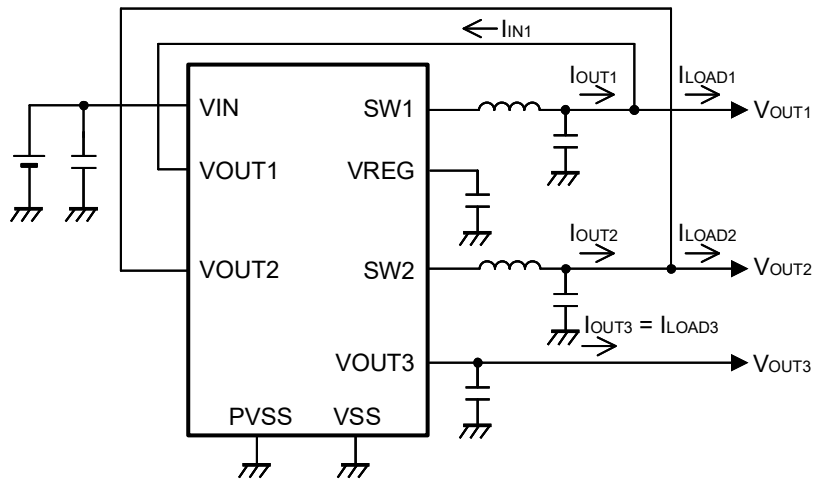 IIN1
IOUT1
ILOAD1
VIN
SW1
VOUT1
VOUT1
VREG
IOUT2
ILOAD2
VOUT2
SW2
VOUT2
IOUT3 = ILOAD3
VOUT3
VOUT3
PVSS
VSS